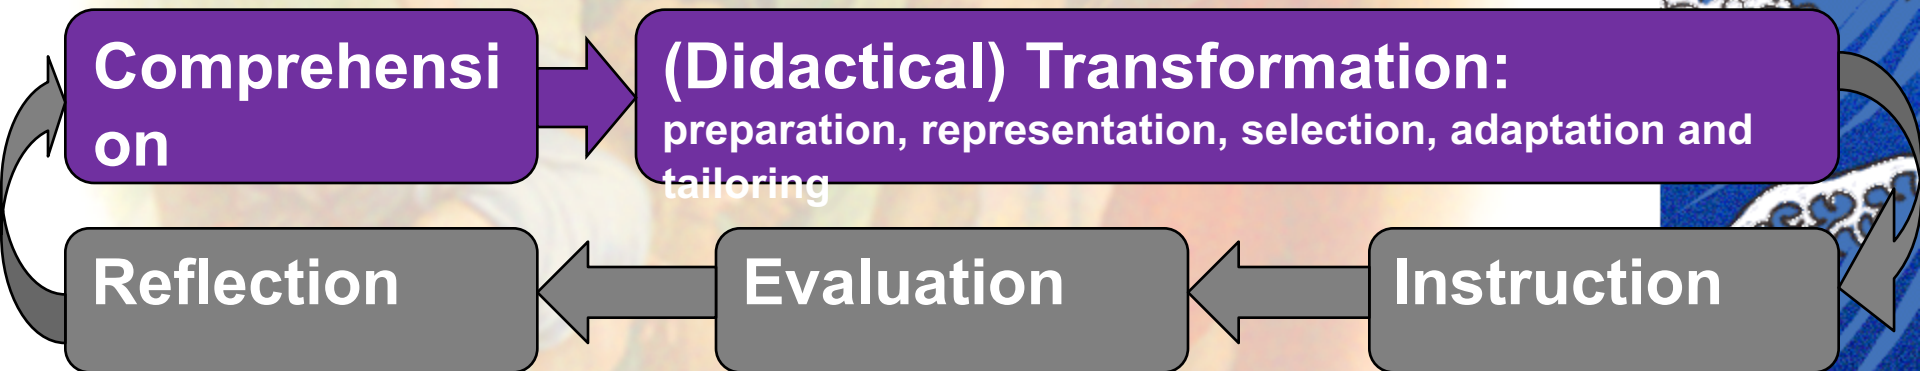 Comprehensi
on
(Didactical) Transformation:
preparation, representation, selection, adaptation and
tailoring
Reflection
Evaluation
Instruction